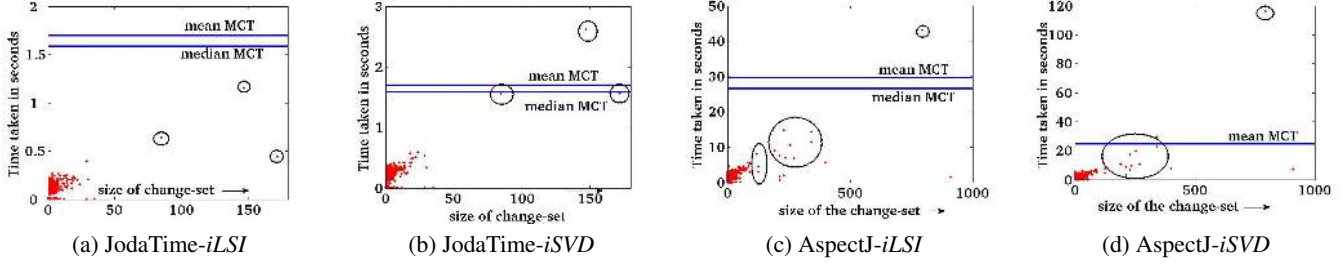 Time taken in seconds
2
1.5
1
0.5
0
mean MCT
median MCT
size of change-set
0
50
100
150
(a) JodaTime-iLSI
Time taken in seconds
3
2
1
0
mean MCT
median MCT
0
50
100
150
size of change-set
(b) JodaTime-iSVD
Time taken in seconds
50
40
30
20
10
0
mean MCT
median MCT
0
500
1000
size of the change-set
(c) AspectJ-iLSI
Time taken in seconds
120
100
80
60
40
20
0
mean MCT
0
500
1000
size of the change-set
(d) AspectJ-iSVD